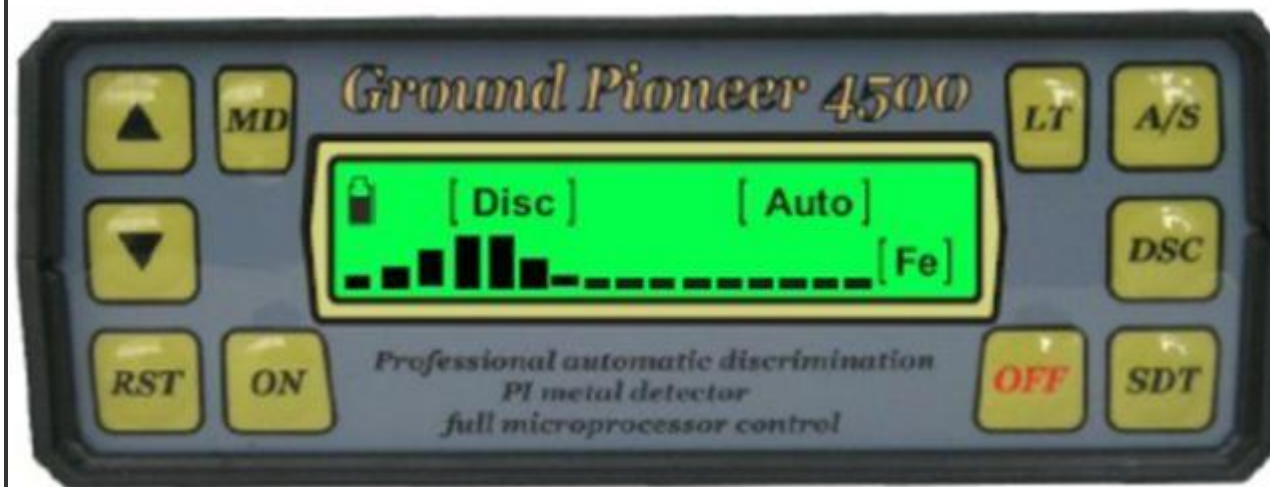 Ground Pioneer 4500
▲ MD LT A/S
[ Disc ] [ Auto ]
▼ [ Fe ] DSC
RST ON OFF SDT
Professional automatic discrimination
PI metal detector
full microprocessor control